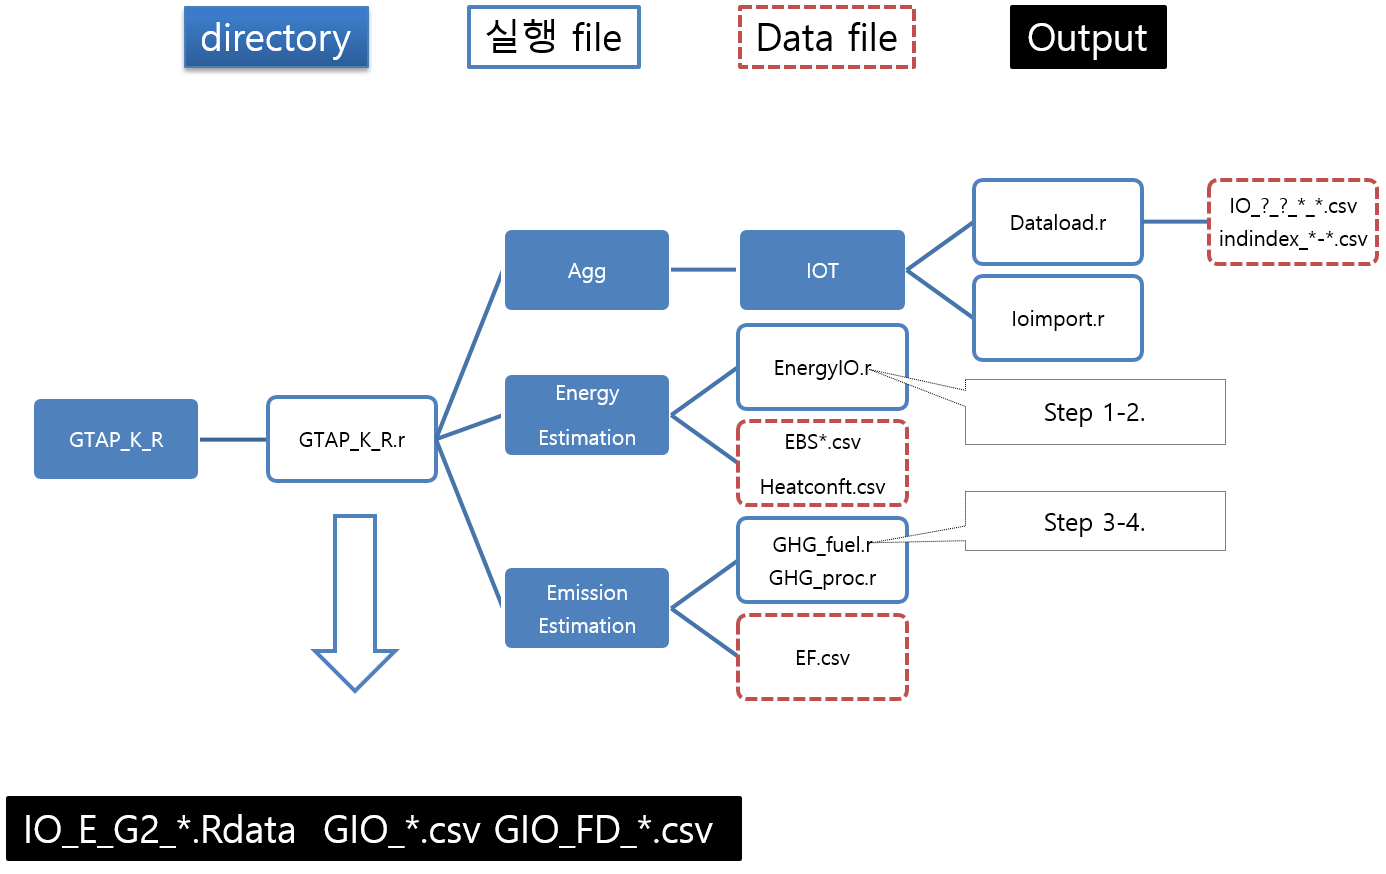 directory
실행 file
Data file
Output
Dataload.r
IO_?_?_*_*.csv
indindex_*-*.csv
Agg
IOT
Ioimport.r
EnergyIO.r
Step 1-2.
Energy
Estimation
GTAP_K_R
GTAP_K_R.r
EBS*.csv
Heatconft.csv
Step 3-4.
GHG_fuel.r
GHG_proc.r
Emission
Estimation
EF.csv
IO_E_G2_*.Rdata GIO_*.csv GIO_FD_*.csv